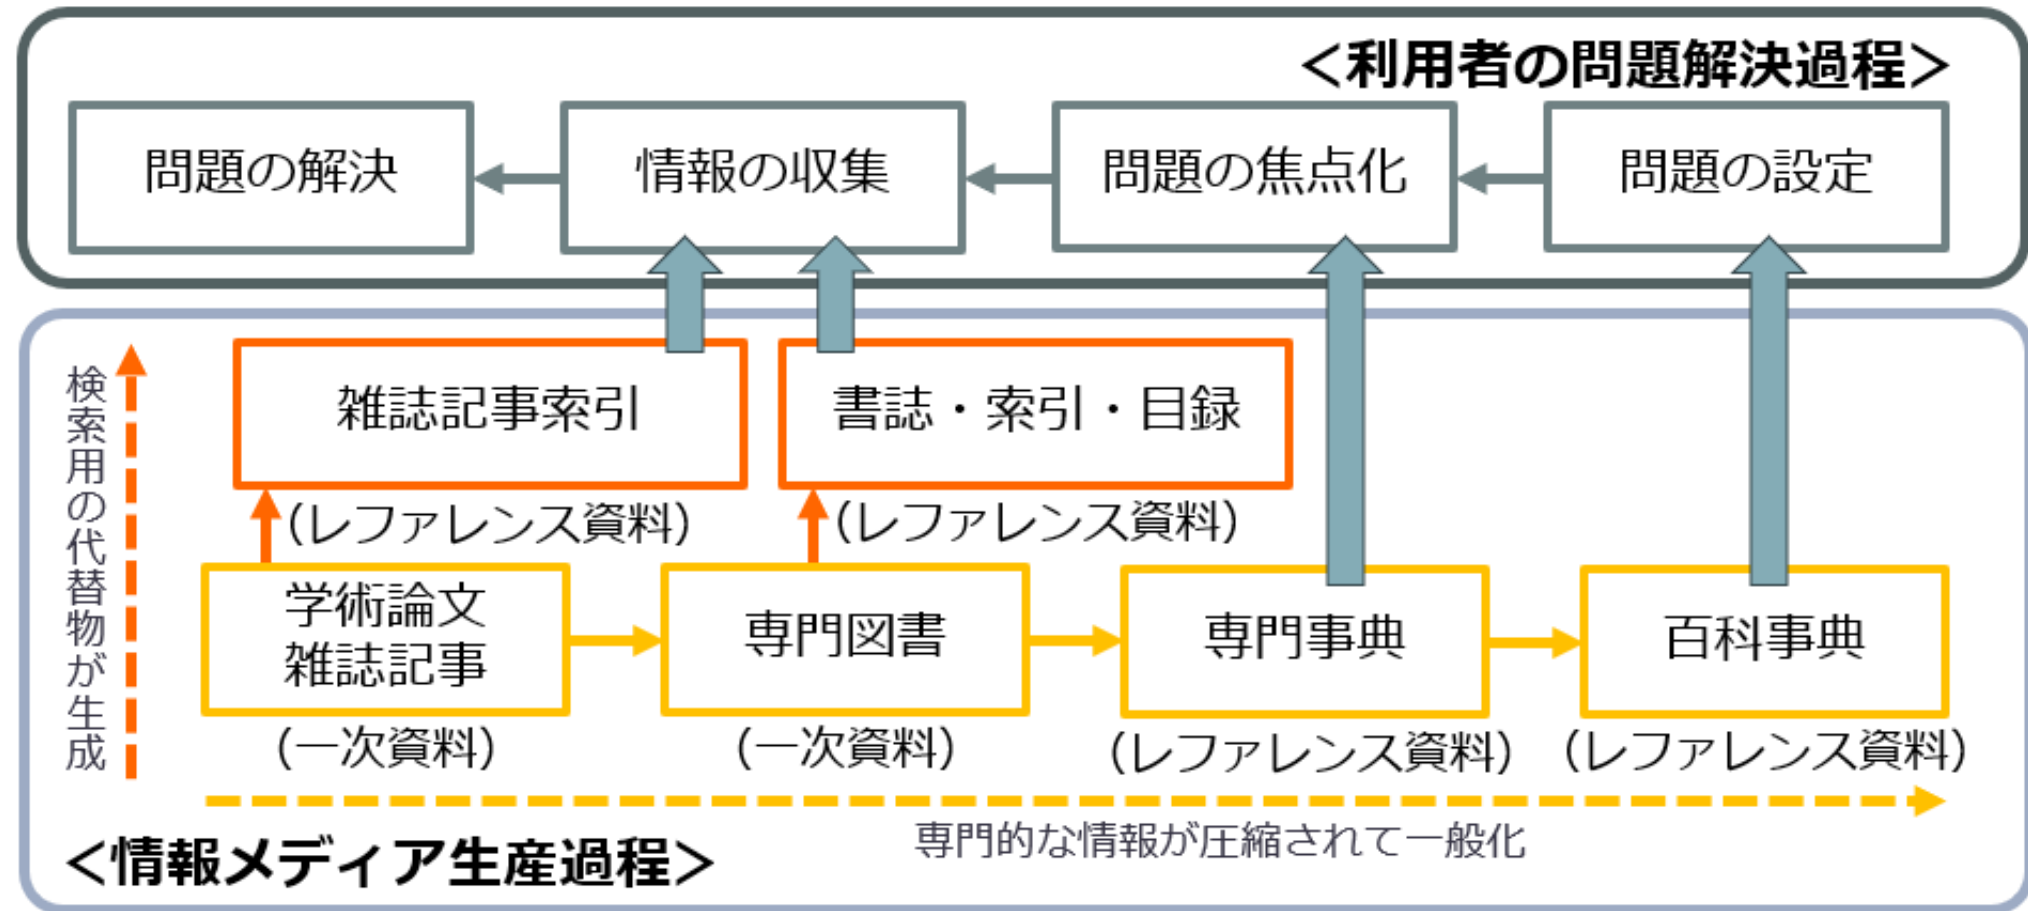 ＜利用者の問題解決過程＞
問題の解決
情報の収集
問題の焦点化
問題の設定
検索用の代替物が生成
雑誌記事索引
(レファレンス資料)
書誌・索引・目録
(レファレンス資料)
学術論文
雑誌記事
(一次資料)
専門図書
(一次資料)
専門事典
(レファレンス資料)
百科事典
(レファレンス資料)
専門的な情報が圧縮されて一般化
＜情報メディア生産過程＞